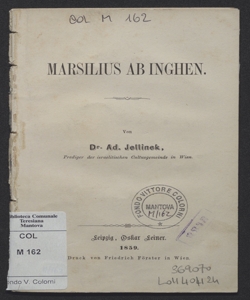 COL M 162
MARSILIUS AB INGHEN.
Von
Dr. Ad. Jellinek,
Prediger der israelitischen Cultusgemeinde in Wien.
FONDO VITTORE COLORNI
MANTOVA
M/162
Biblioteca Comunale
Teresiana
Mantova
COL
M 162
Fondo V. Colorni
Leipzig, Oskar Leiner.
1859.
Druck von Friedrich Förster in Wien.
369070